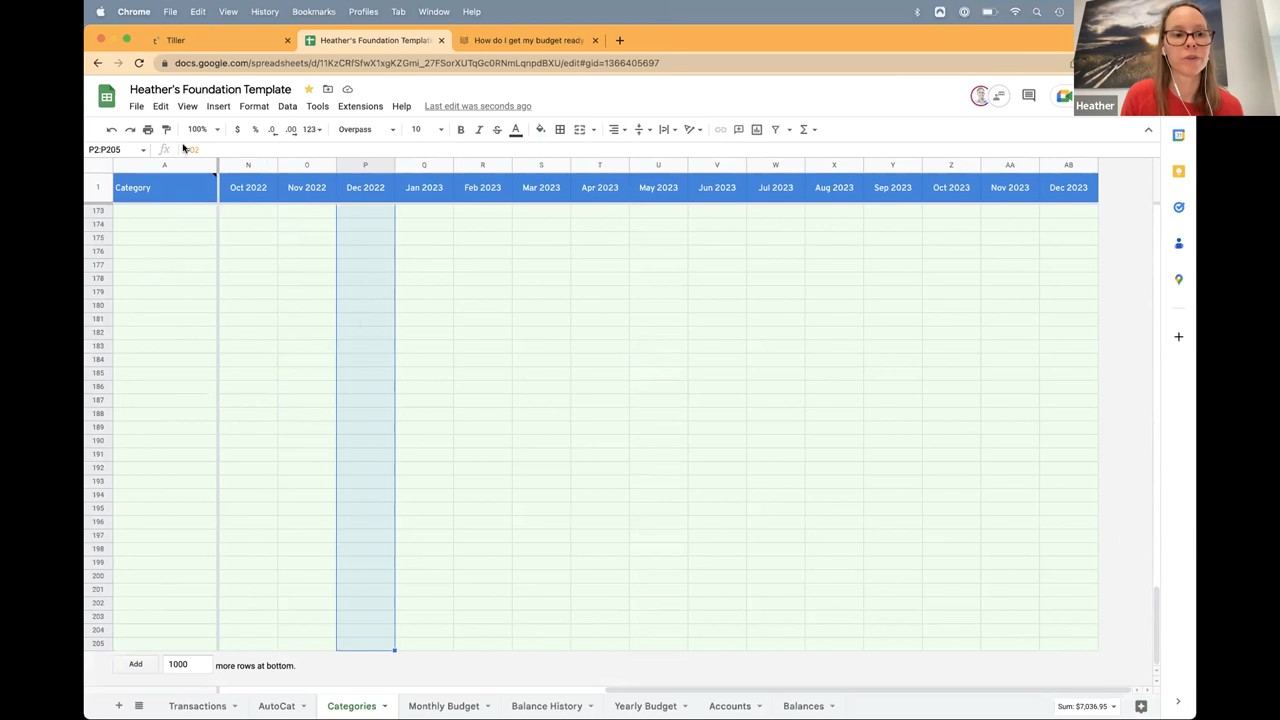 Chrome File Edit View History Bookmarks Profiles Tab Window Help
Tiller Heather's Foundation Template How do I get my budget ready
docs.google.com/spreadsheets/d/11KzCRfSfwX1xgKZGmi_27FSorXUTqGc0RNmLqnpdBXU/edit#gid=1366405697
Heather's Foundation Template
File Edit View Insert Format Data Tools Extensions Help Last edit was seconds ago
100% $ % .0 .00 123 Overpass 10 B I S A
P2:P205 fx
N O P Q R S T U V W X Y Z AA AB
1 Category Oct 2022 Nov 2022 Dec 2022 Jan 2023 Feb 2023 Mar 2023 Apr 2023 May 2023 Jun 2023 Jul 2023 Aug 2023 Sep 2023 Oct 2023 Nov 2023 Dec 2023
173
174
175
176
177
178
179
180
181
182
183
184
185
186
187
188
189
190
191
192
193
194
195
196
197
198
199
200
201
202
203
204
205
Add 1000 more rows at bottom.
Transactions AutoCat Categories Monthly Budget Balance History Yearly Budget Accounts Balances Sum: $7,036.95
Heather